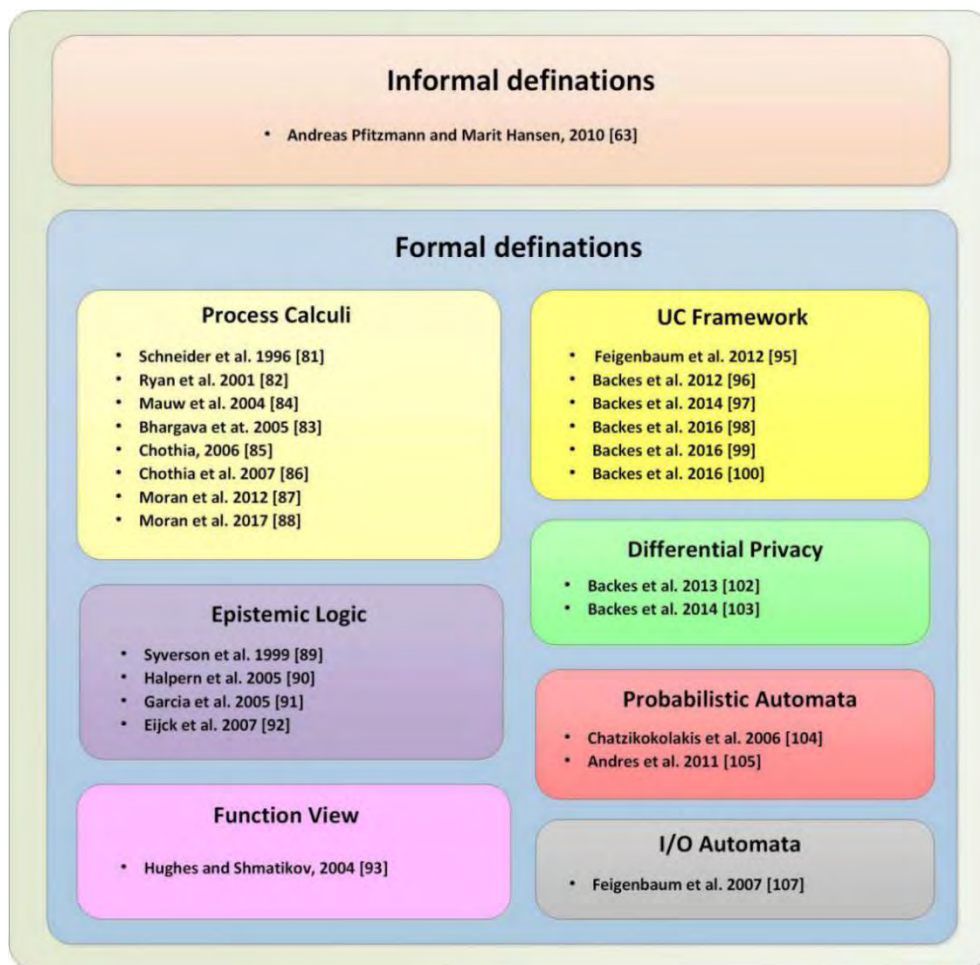 Informal definations
• Andreas Pfitzmann and Marit Hansen, 2010 [63]
Formal definations
Process Calculi
• Schneider et al. 1996 [81]
• Ryan et al. 2001 [82]
• Mauw et al. 2004 [84]
• Bhargava et at. 2005 [83]
• Chothia, 2006 [85]
• Chothia et al. 2007 [86]
• Moran et al. 2012 [87]
• Moran et al. 2017 [88]
Epistemic Logic
• Syverson et al. 1999 [89]
• Halpern et al. 2005 [90]
• Garcia et al. 2005 [91]
• Eijck et al. 2007 [92]
Function View
• Hughes and Shmatikov, 2004 [93]
UC Framework
• Feigenbaum et al. 2012 [95]
• Backes et al. 2012 [96]
• Backes et al. 2014 [97]
• Backes et al. 2016 [98]
• Backes et al. 2016 [99]
• Backes et al. 2016 [100]
Differential Privacy
• Backes et al. 2013 [102]
• Backes et al. 2014 [103]
Probabilistic Automata
• Chatzikokolakis et al. 2006 [104]
• Andres et al. 2011 [105]
I/O Automata
• Feigenbaum et al. 2007 [107]